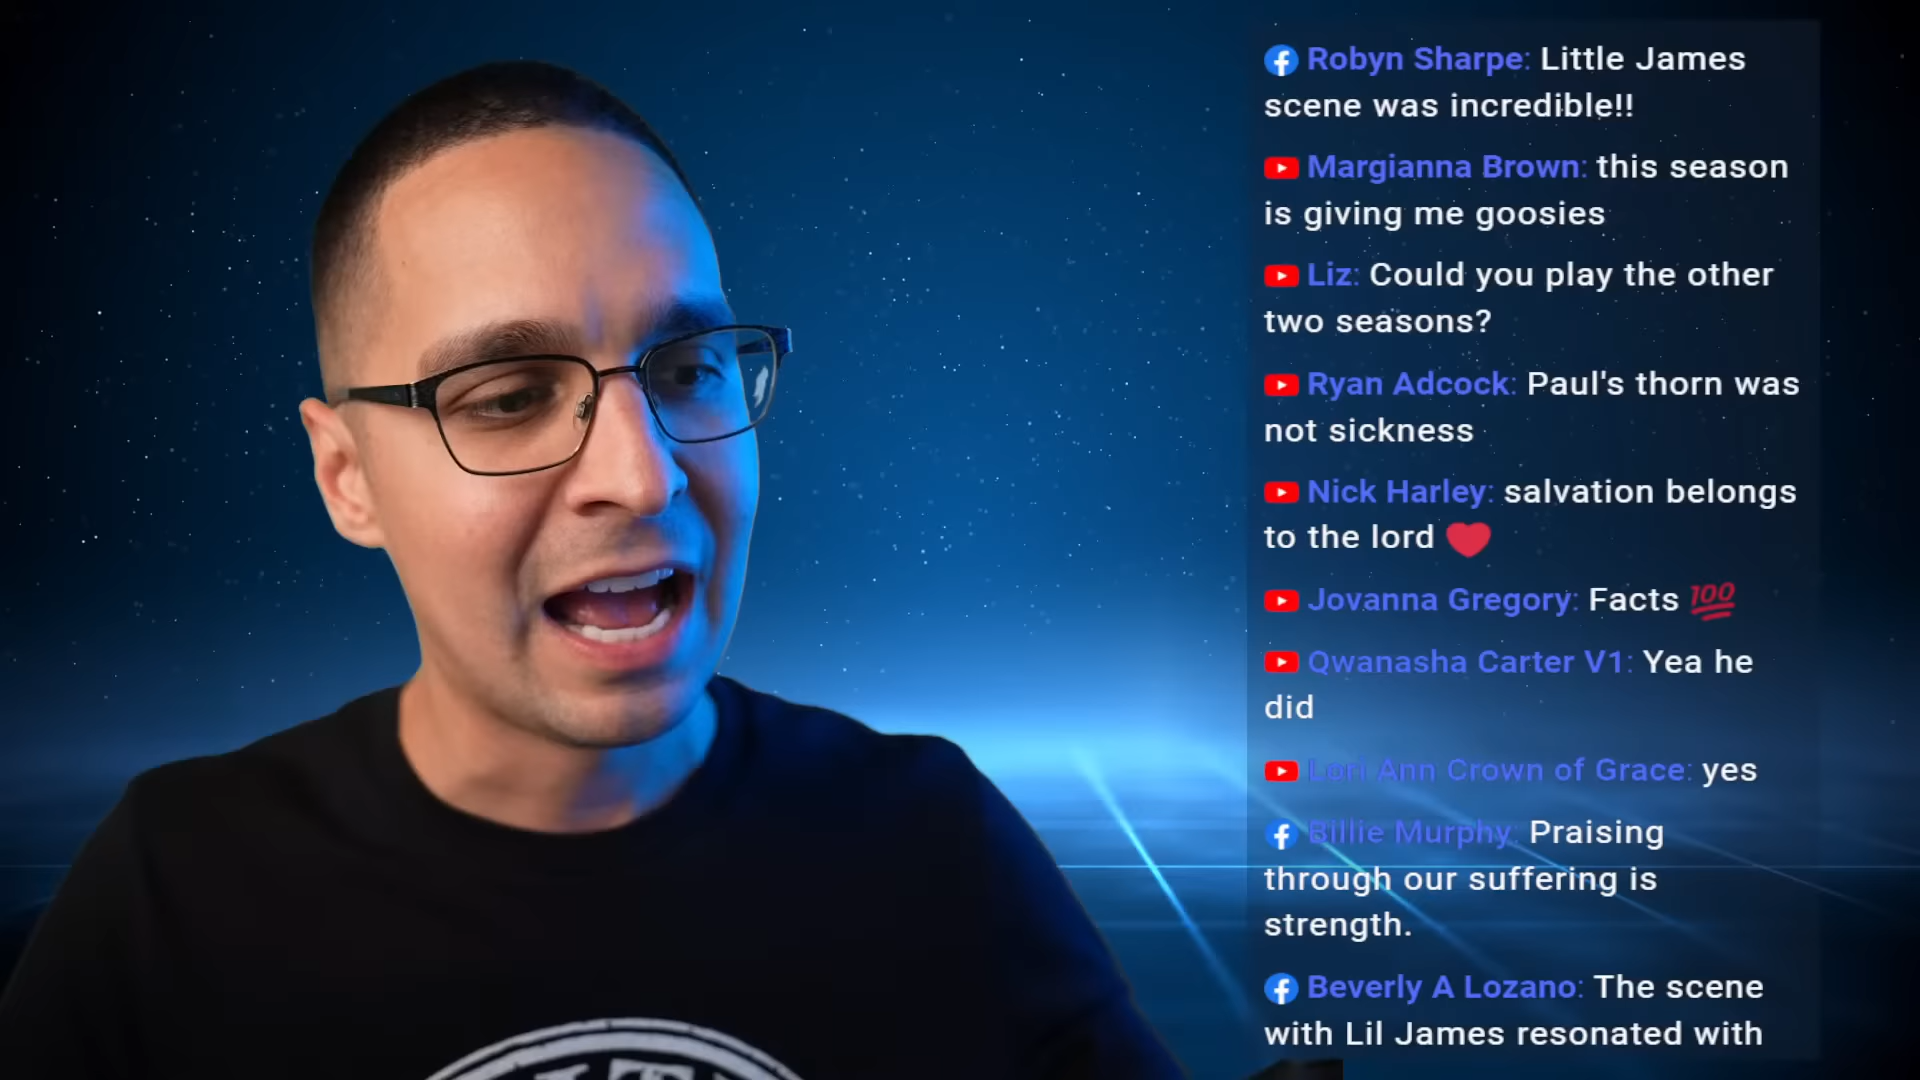 Robyn Sharpe: Little James
scene was incredible!!
Margianna Brown: this season
is giving me goosies
Liz: Could you play the other
two seasons?
Ryan Adcock: Paul's thorn was
not sickness
Nick Harley: salvation belongs
to the lord ❤️
Jovanna Gregory: Facts 💯
Qwanasha Carter V1: Yea he
did
Lori Ann Crown of Grace: yes
Billie Murphy: Praising
through our suffering is
strength.
Beverly A Lozano: The scene
with Lil James resonated with